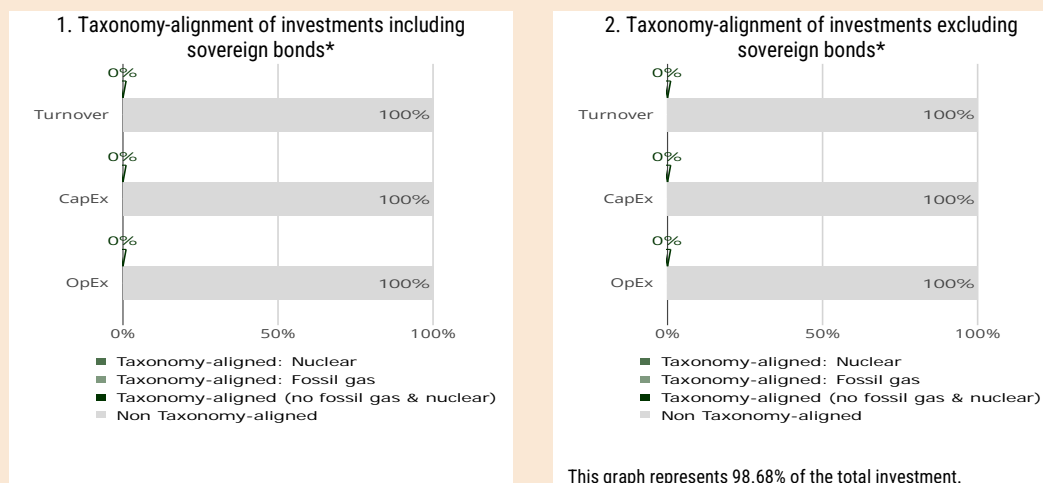 1. Taxonomy-alignment of investments including
sovereign bonds*
0%
Turnover 100%
0%
CapEx 100%
0%
OpEx 100%
0% 50% 100%
Taxonomy-aligned: Nuclear
Taxonomy-aligned: Fossil gas
Taxonomy-aligned (no fossil gas & nuclear)
Non Taxonomy-aligned
2. Taxonomy-alignment of investments excluding
sovereign bonds*
0%
Turnover 100%
0%
CapEx 100%
0%
OpEx 100%
0% 50% 100%
Taxonomy-aligned: Nuclear
Taxonomy-aligned: Fossil gas
Taxonomy-aligned (no fossil gas & nuclear)
Non Taxonomy-aligned
This graph represents 98.68% of the total investment.